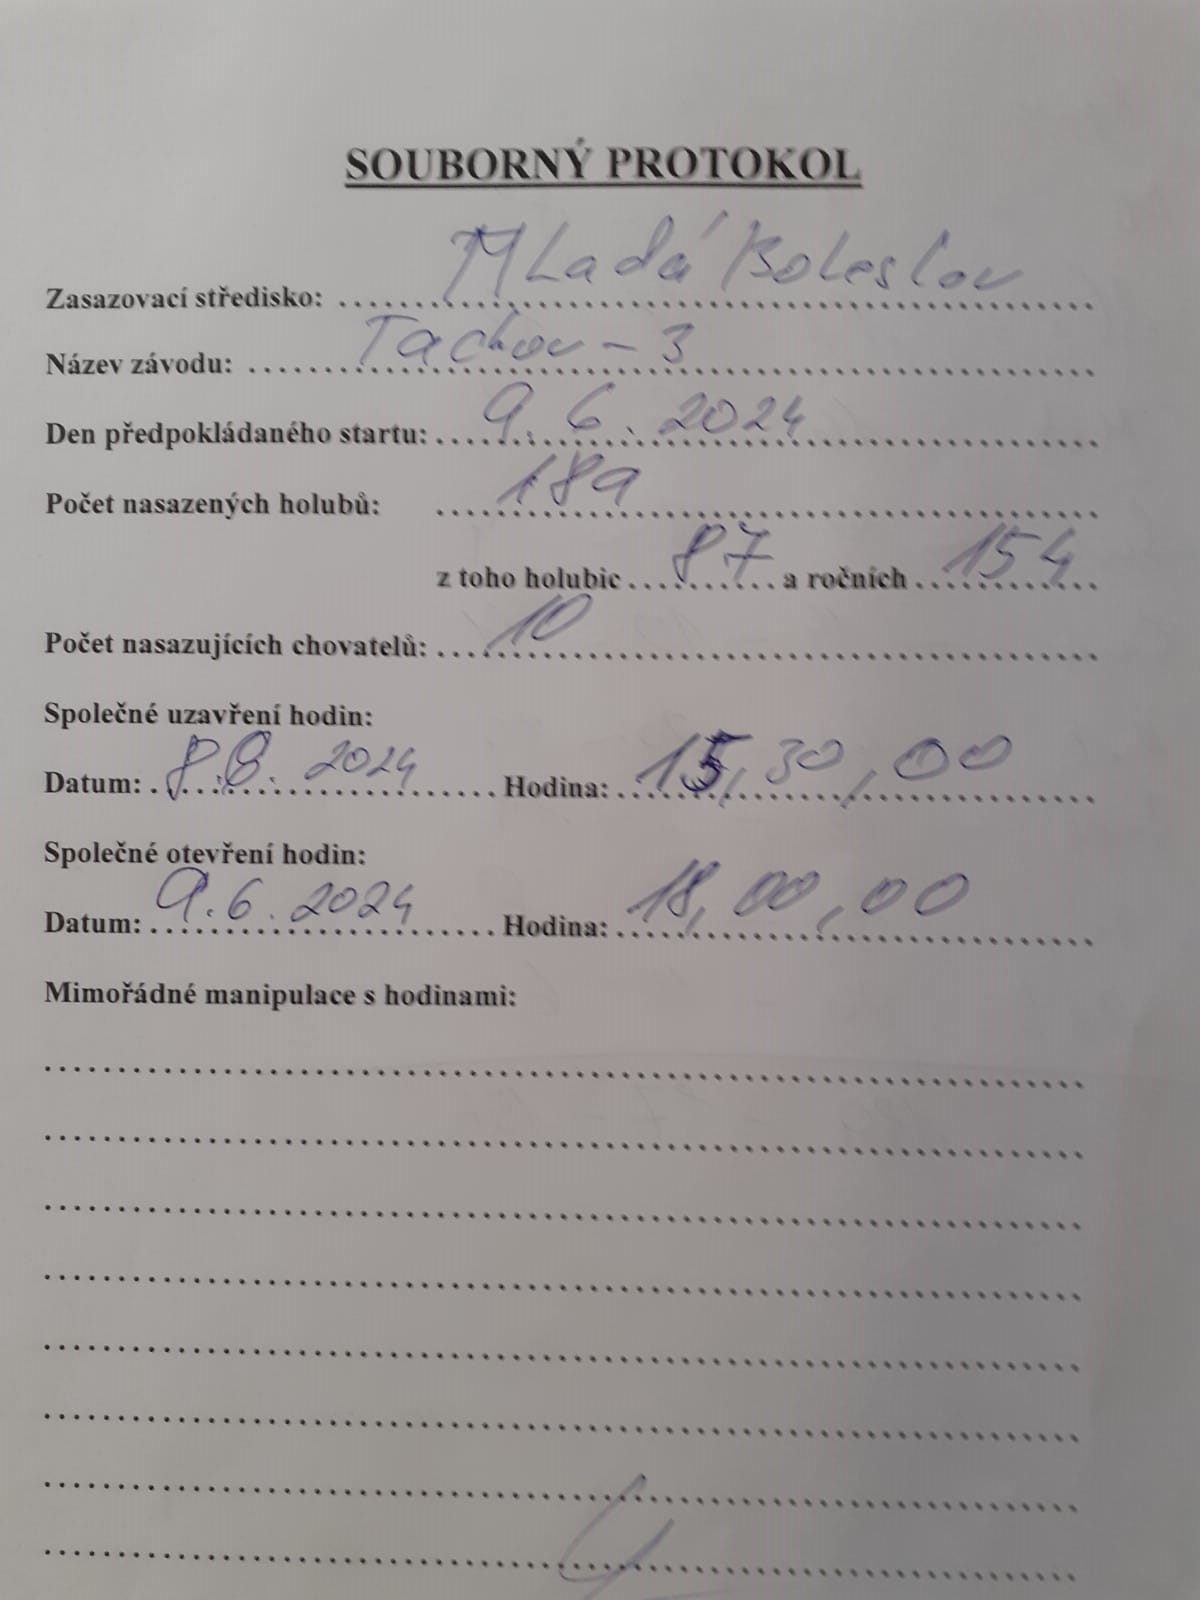 SOUBORNÝ PROTOKOL
Zasazovací středisko: Mladá Boleslav
Název závodu: Tachov - 3
Den předpokládaného startu: 9.6.2024
Počet nasazených holubů: 189
z toho holubic 87 a ročních 154
Počet nasazujících chovatelů: 10
Společné uzavření hodin:
Datum: 8.8.2024 Hodina: 15,30,00
Společné otevření hodin:
Datum: 9.6.2024 Hodina: 18,00,00
Mimořádné manipulace s hodinami: